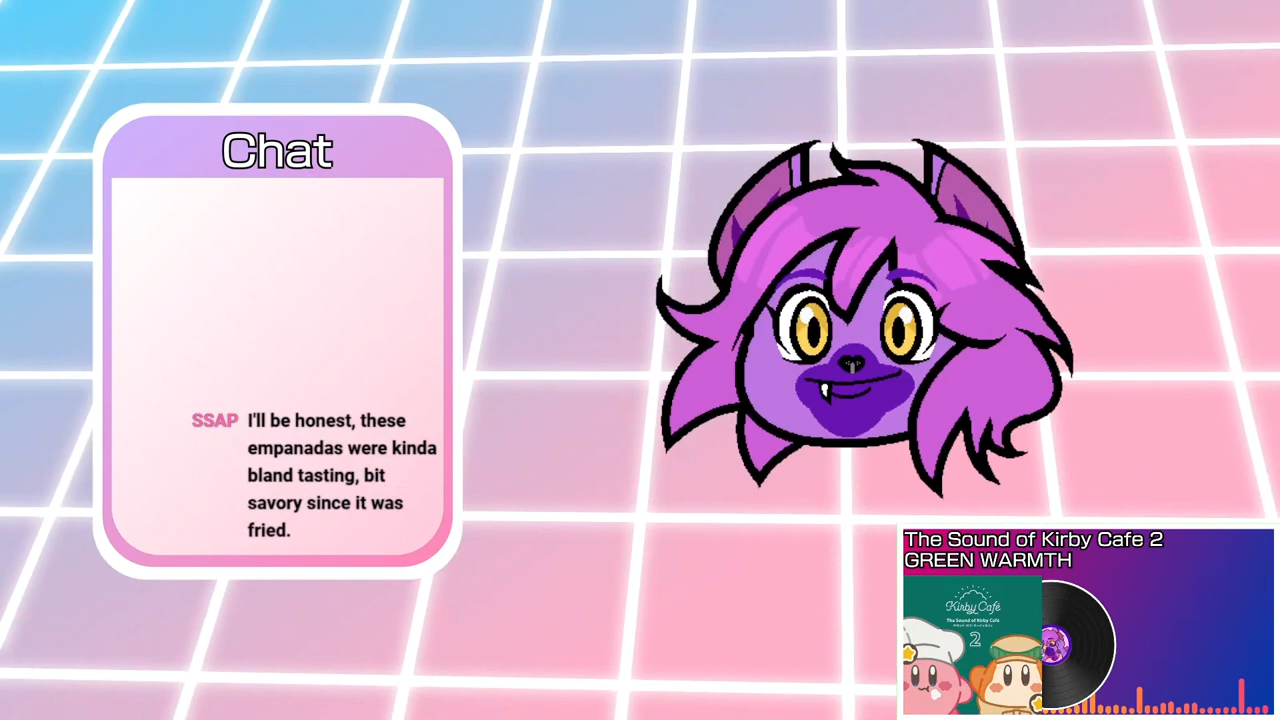 Chat
SSAP I'll be honest, these
empanadas were kinda
bland tasting, bit
savory since it was
fried.
The Sound of Kirby Cafe 2
GREEN WARMTH
Kirby Café
The Sound of Kirby Café
2